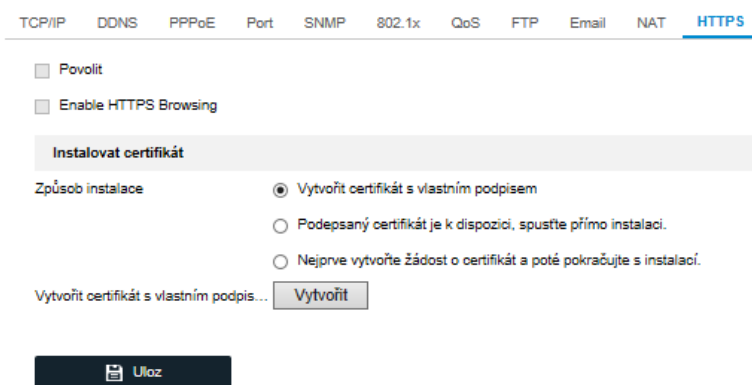 TCP/IP DDNS PPPoE Port SNMP 802.1x QoS FTP Email NAT HTTPS
Povolit
Enable HTTPS Browsing
Instalovat certifikát
Způsob instalace Vytvořit certifikát s vlastním podpisem
Podepsaný certifikát je k dispozici, spusťte přímo instalaci.
Nejprve vytvořte žádost o certifikát a poté pokračujte s instalací.
Vytvořit certifikát s vlastním podpis... Vytvořit
Uloz